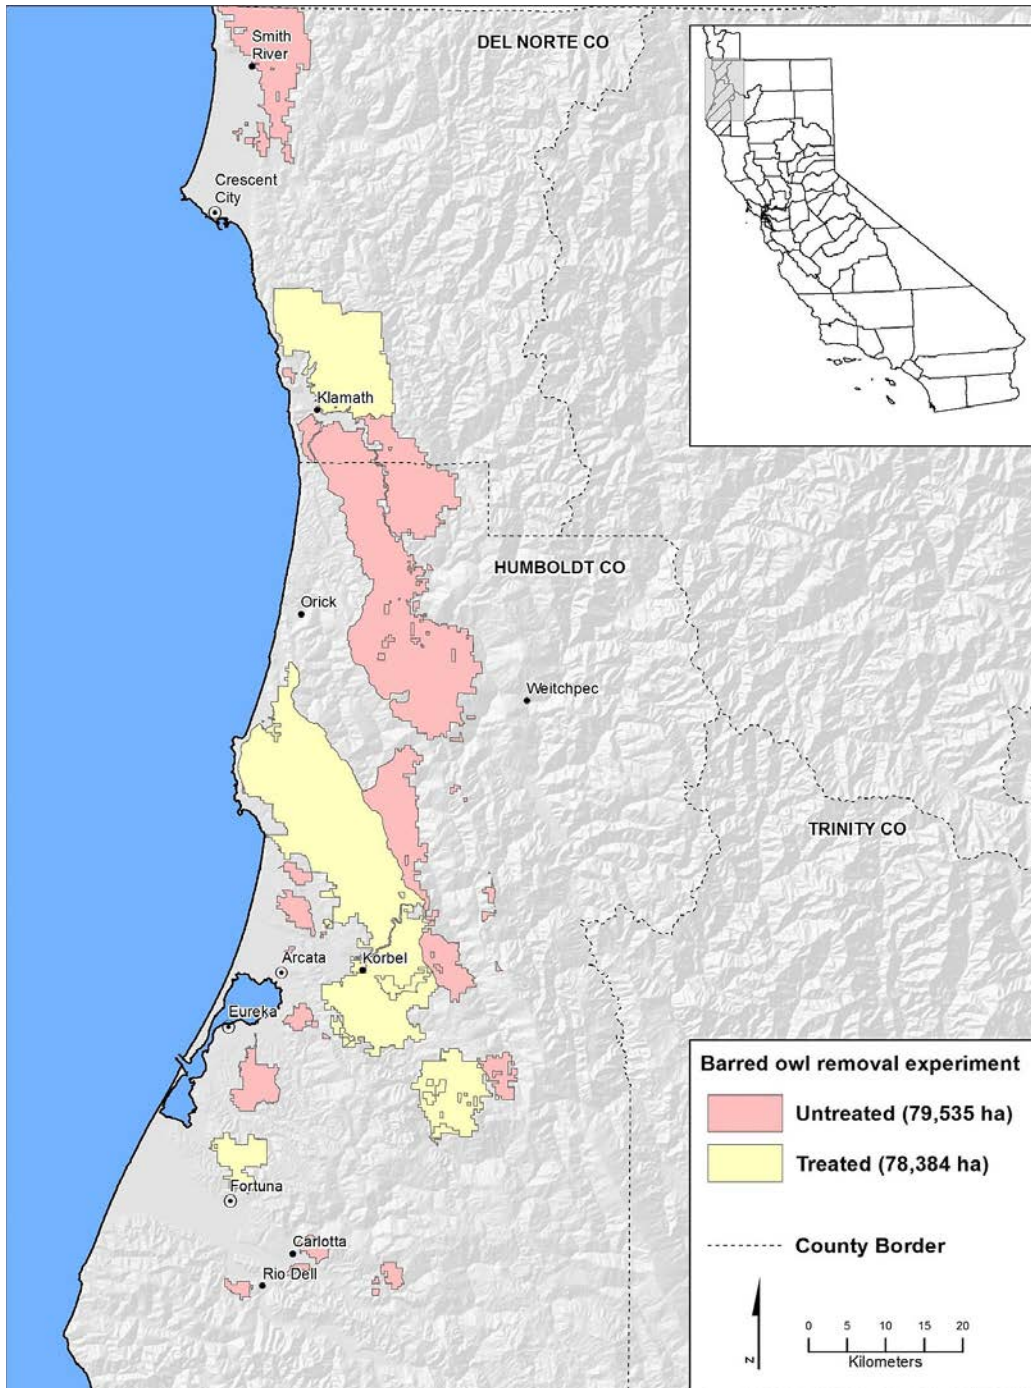 Smith
River
DEL NORTE CO
Crescent
City
Klamath
HUMBOLDT CO
Orick
Weitchpec
TRINITY CO
Arcata
Korbel
Eureka
Fortuna
Carlotta
Rio Dell
Barred owl removal experiment
Untreated (79,535 ha)
Treated (78,384 ha)
County Border
N
0 5 10 15 20
Kilometers